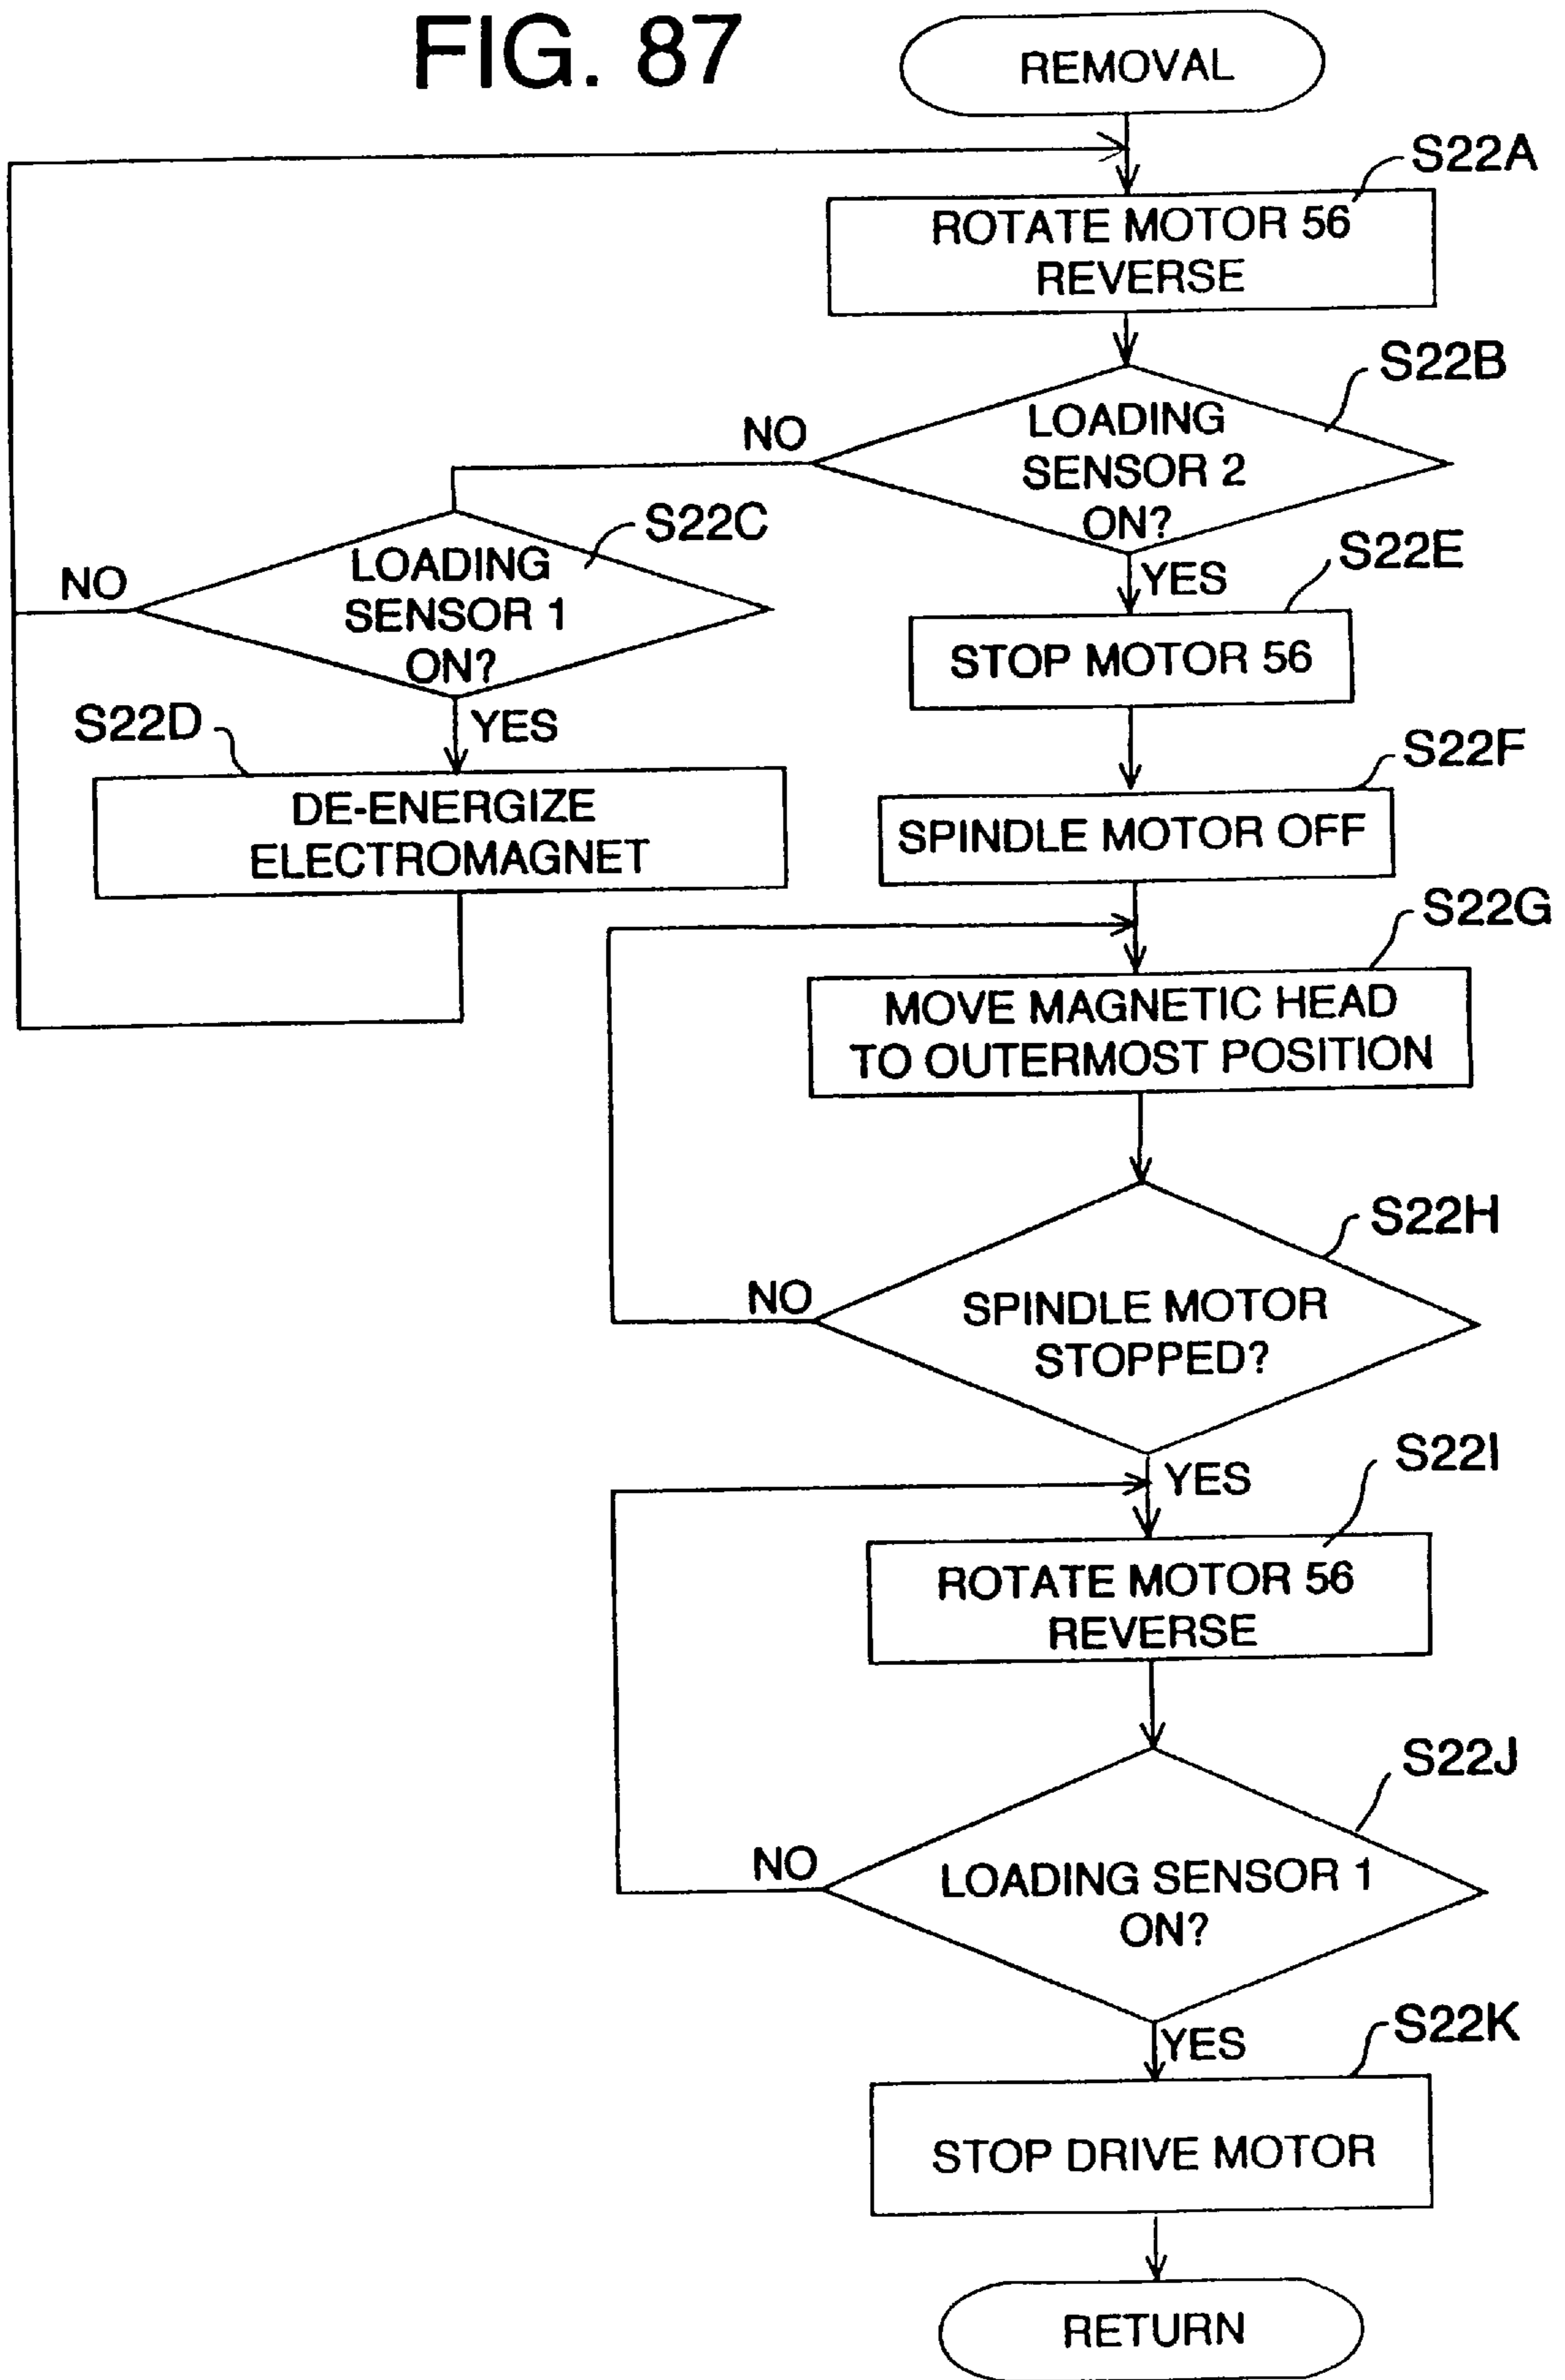 FIG. 87
REMOVAL
S22A
ROTATE MOTOR 56
REVERSE
S22B
LOADING
SENSOR 2
ON?
NO
YES
S22C
LOADING
SENSOR 1
ON?
NO
YES
S22D
DE-ENERGIZE
ELECTROMAGNET
S22E
STOP MOTOR 56
S22F
SPINDLE MOTOR OFF
S22G
MOVE MAGNETIC HEAD
TO OUTERMOST POSITION
S22H
SPINDLE MOTOR
STOPPED?
NO
YES
S22I
ROTATE MOTOR 56
REVERSE
S22J
LOADING SENSOR 1
ON?
NO
YES
S22K
STOP DRIVE MOTOR
RETURN